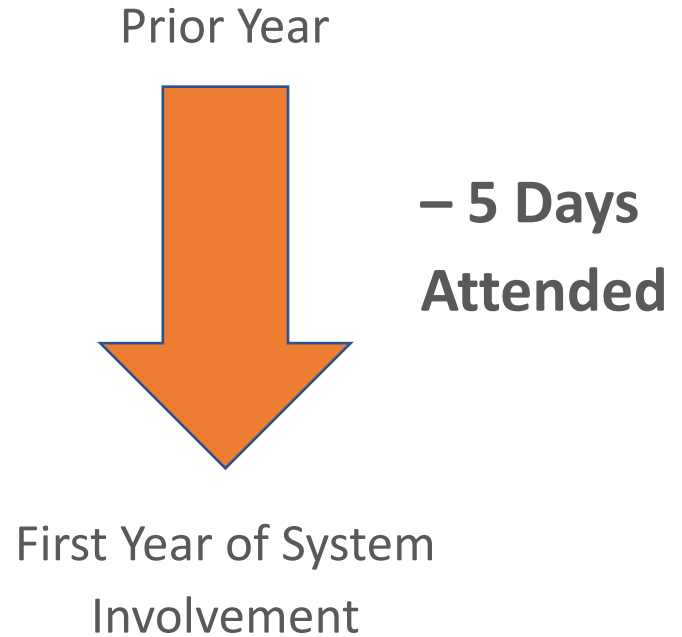 Prior Year
– 5 Days
Attended
First Year of System
Involvement